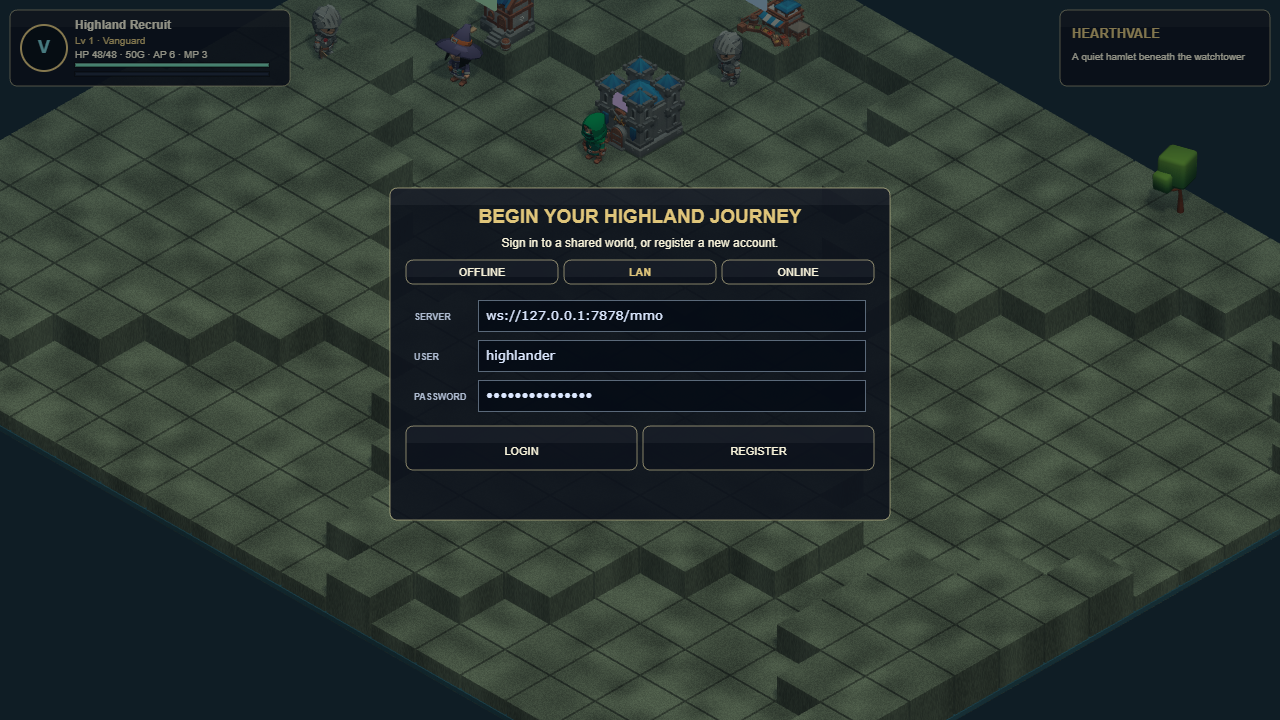 V
Highland Recruit
Lv 1 · Vanguard
HP 48/48 · 50G · AP 6 · MP 3
HEARTHVALE
A quiet hamlet beneath the watchtower
BEGIN YOUR HIGHLAND JOURNEY
Sign in to a shared world, or register a new account.
OFFLINE LAN ONLINE
SERVER ws://127.0.0.1:7878/mmo
USER highlander
PASSWORD •••••••••••••••
LOGIN REGISTER